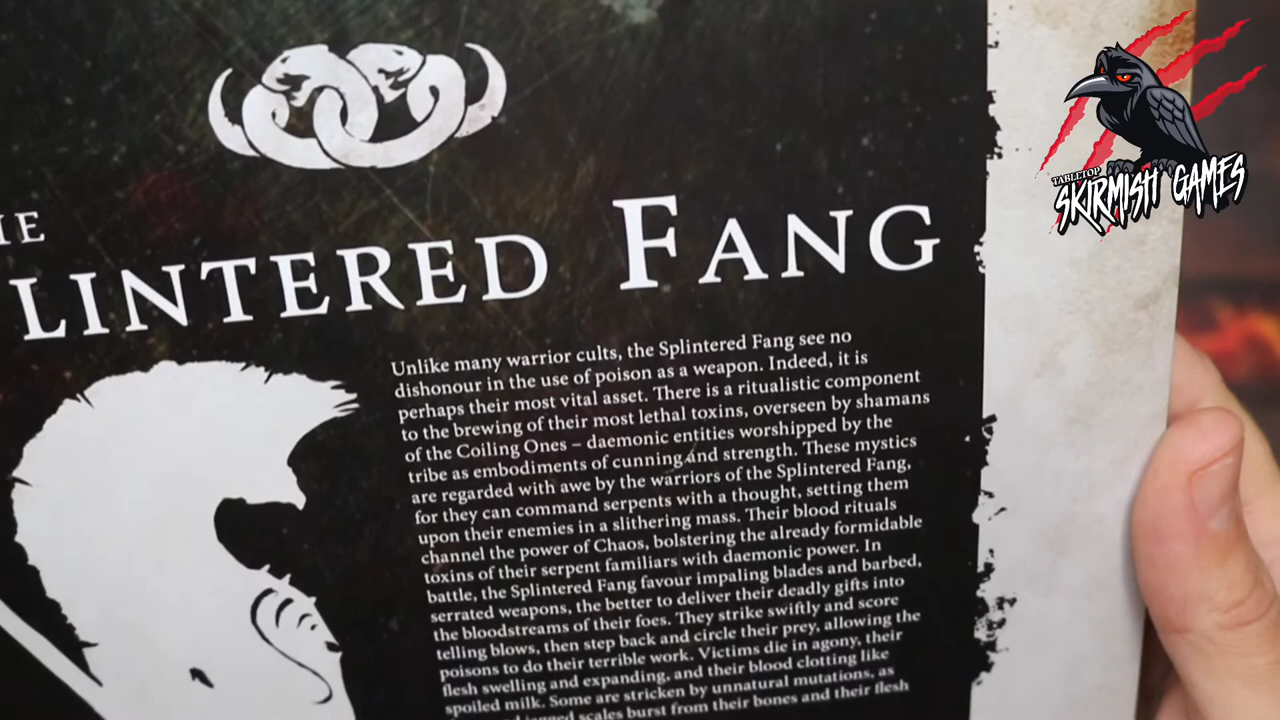 TABLETOP
SKIRMISH GAMES
LINTERED FANG
Unlike many warrior cults, the Splintered Fang see no
dishonour in the use of poison as a weapon. Indeed, it is
perhaps their most vital asset. There is a ritualistic component
to the brewing of their most lethal toxins, overseen by shamans
of the Coiling Ones – daemonic entities worshipped by the
tribe as embodiments of cunning and strength. These mystics
are regarded with awe by the warriors of the Splintered Fang,
for they can command serpents with a thought, setting them
upon their enemies in a slithering mass. Their blood rituals
channel the power of Chaos, bolstering the already formidable
toxins of their serpent familiars with daemonic power. In
battle, the Splintered Fang favour impaling blades and barbed,
serrated weapons, the better to deliver their deadly gifts into
the bloodstreams of their foes. They strike swiftly and score
telling blows, then step back and circle their prey, allowing the
poisons to do their terrible work. Victims die in agony, their
flesh swelling and expanding, and their blood clotting like
spoiled milk. Some are stricken by unnatural mutations, as
jagged scales burst from their bones and their flesh